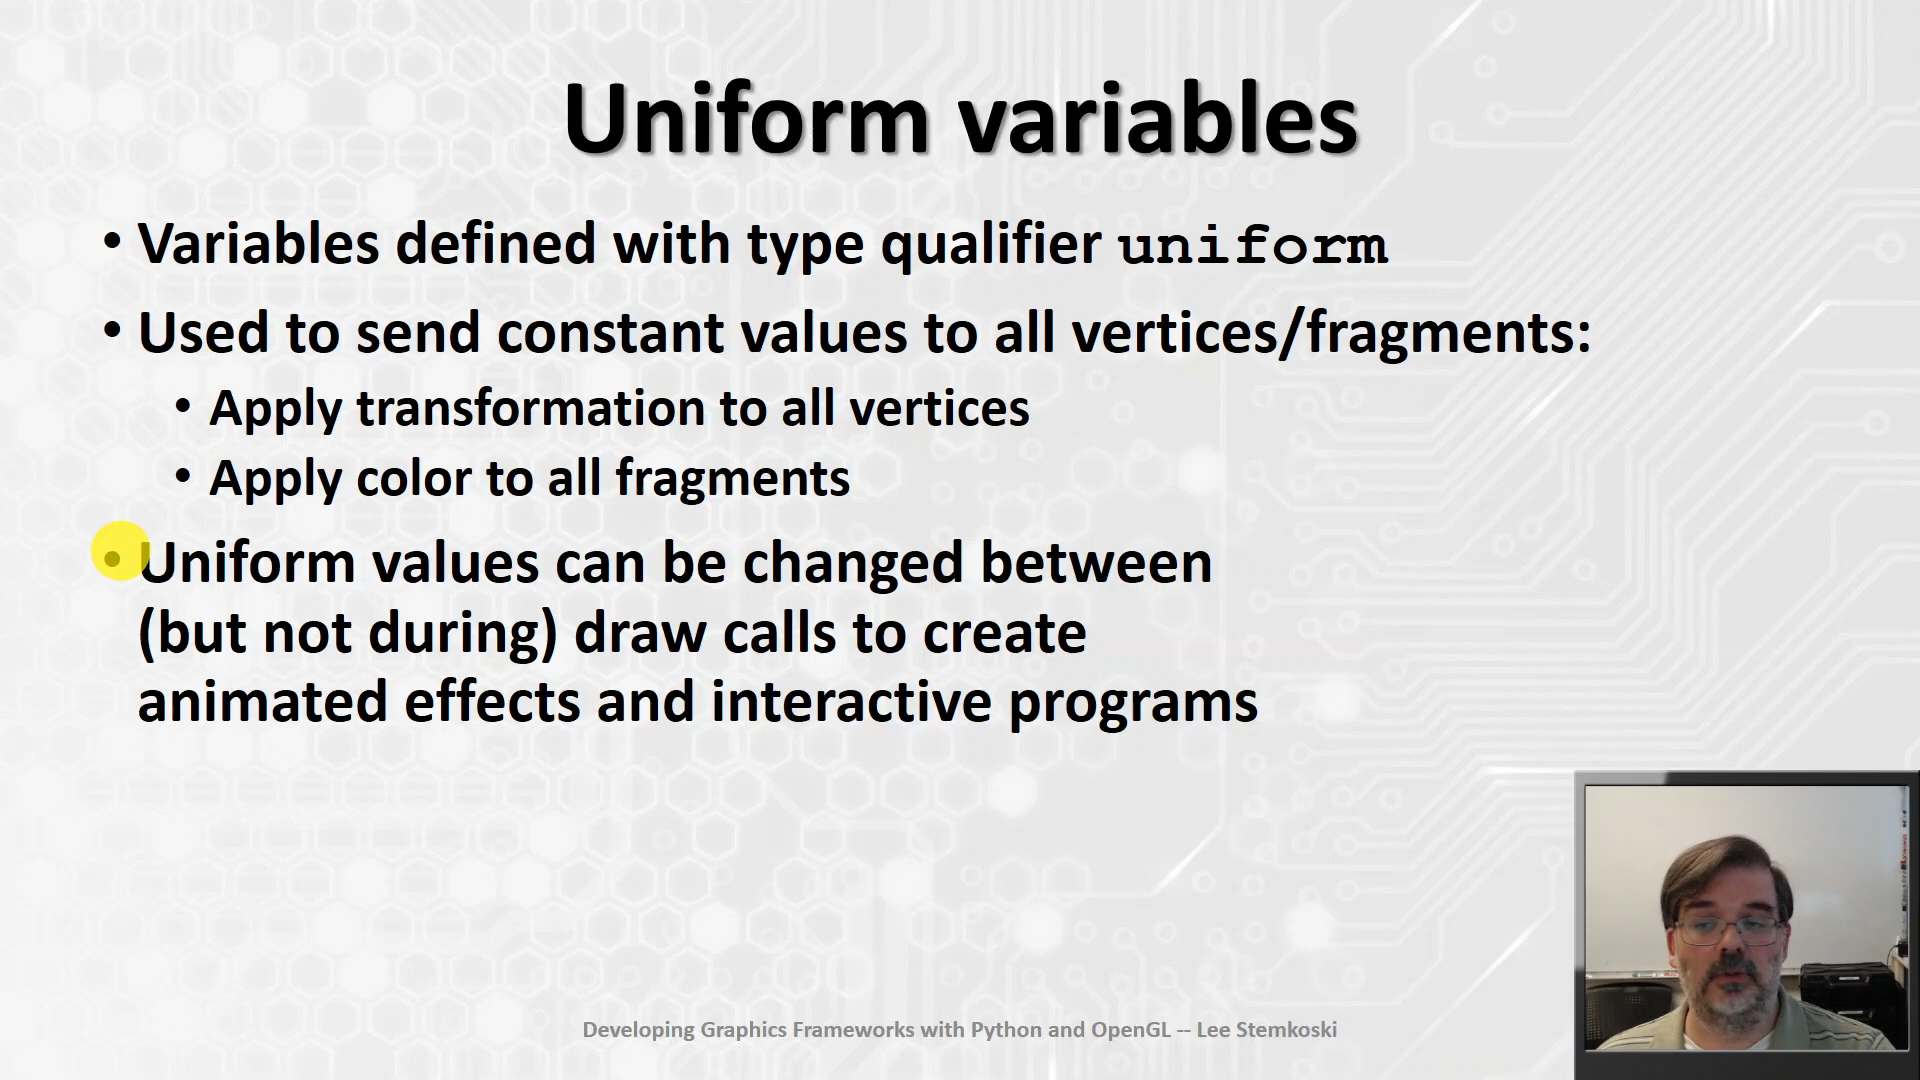 Uniform variables
• Variables defined with type qualifier uniform
• Used to send constant values to all vertices/fragments:
• Apply transformation to all vertices
• Apply color to all fragments
• Uniform values can be changed between
(but not during) draw calls to create
animated effects and interactive programs
Developing Graphics Frameworks with Python and OpenGL -- Lee Stemkoski